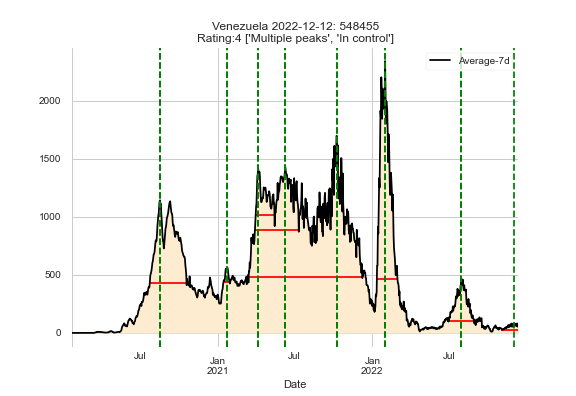 Venezuela 2022-12-12: 548455
Rating:4 ['Multiple peaks', 'In control']
Average-7d
2000
1500
1000
500
0
Jul
Jan
2021
Jul
Jan
2022
Jul
Date